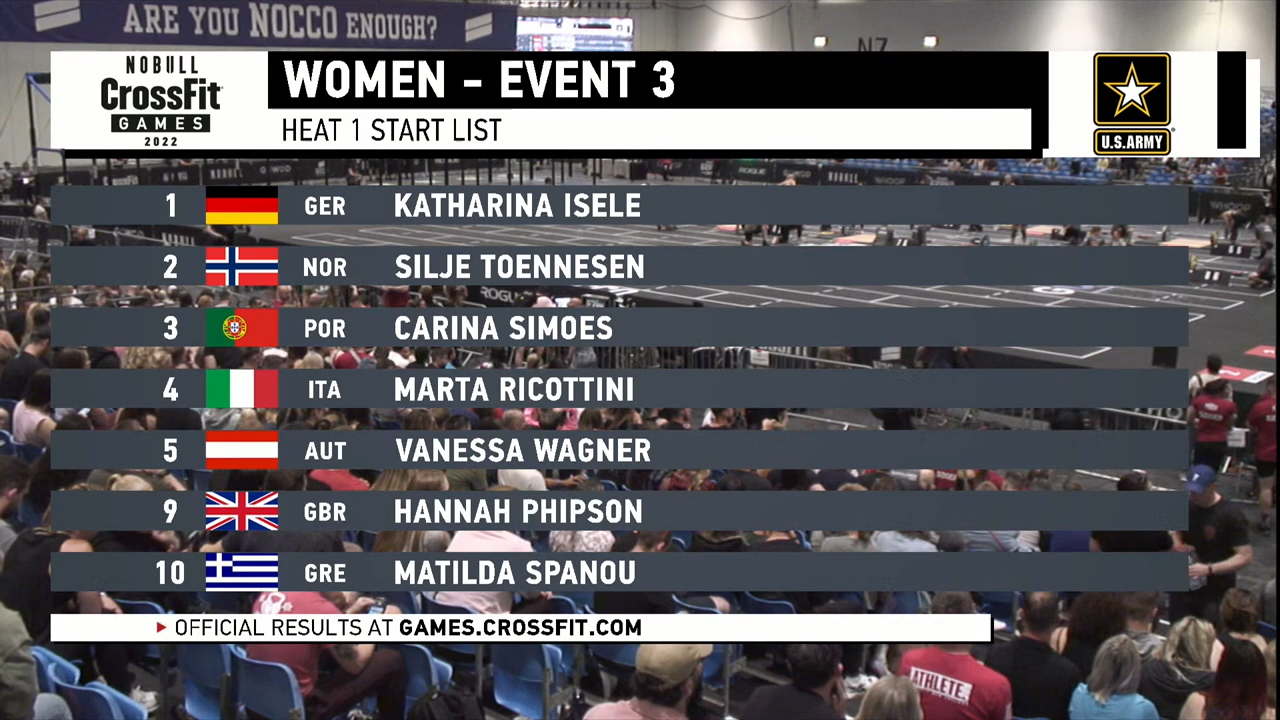 ARE YOU NOCCO ENOUGH?
NOBULL
CrossFit
GAMES
2022
WOMEN - EVENT 3
HEAT 1 START LIST
U.S.ARMY
1 GER KATHARINA ISELE
2 NOR SILJE TOENNESEN
3 POR CARINA SIMOES
4 ITA MARTA RICOTTINI
5 AUT VANESSA WAGNER
9 GBR HANNAH PHIPSON
10 GRE MATILDA SPANOU
OFFICIAL RESULTS AT GAMES.CROSSFIT.COM
ROGUE
ATHLETE.